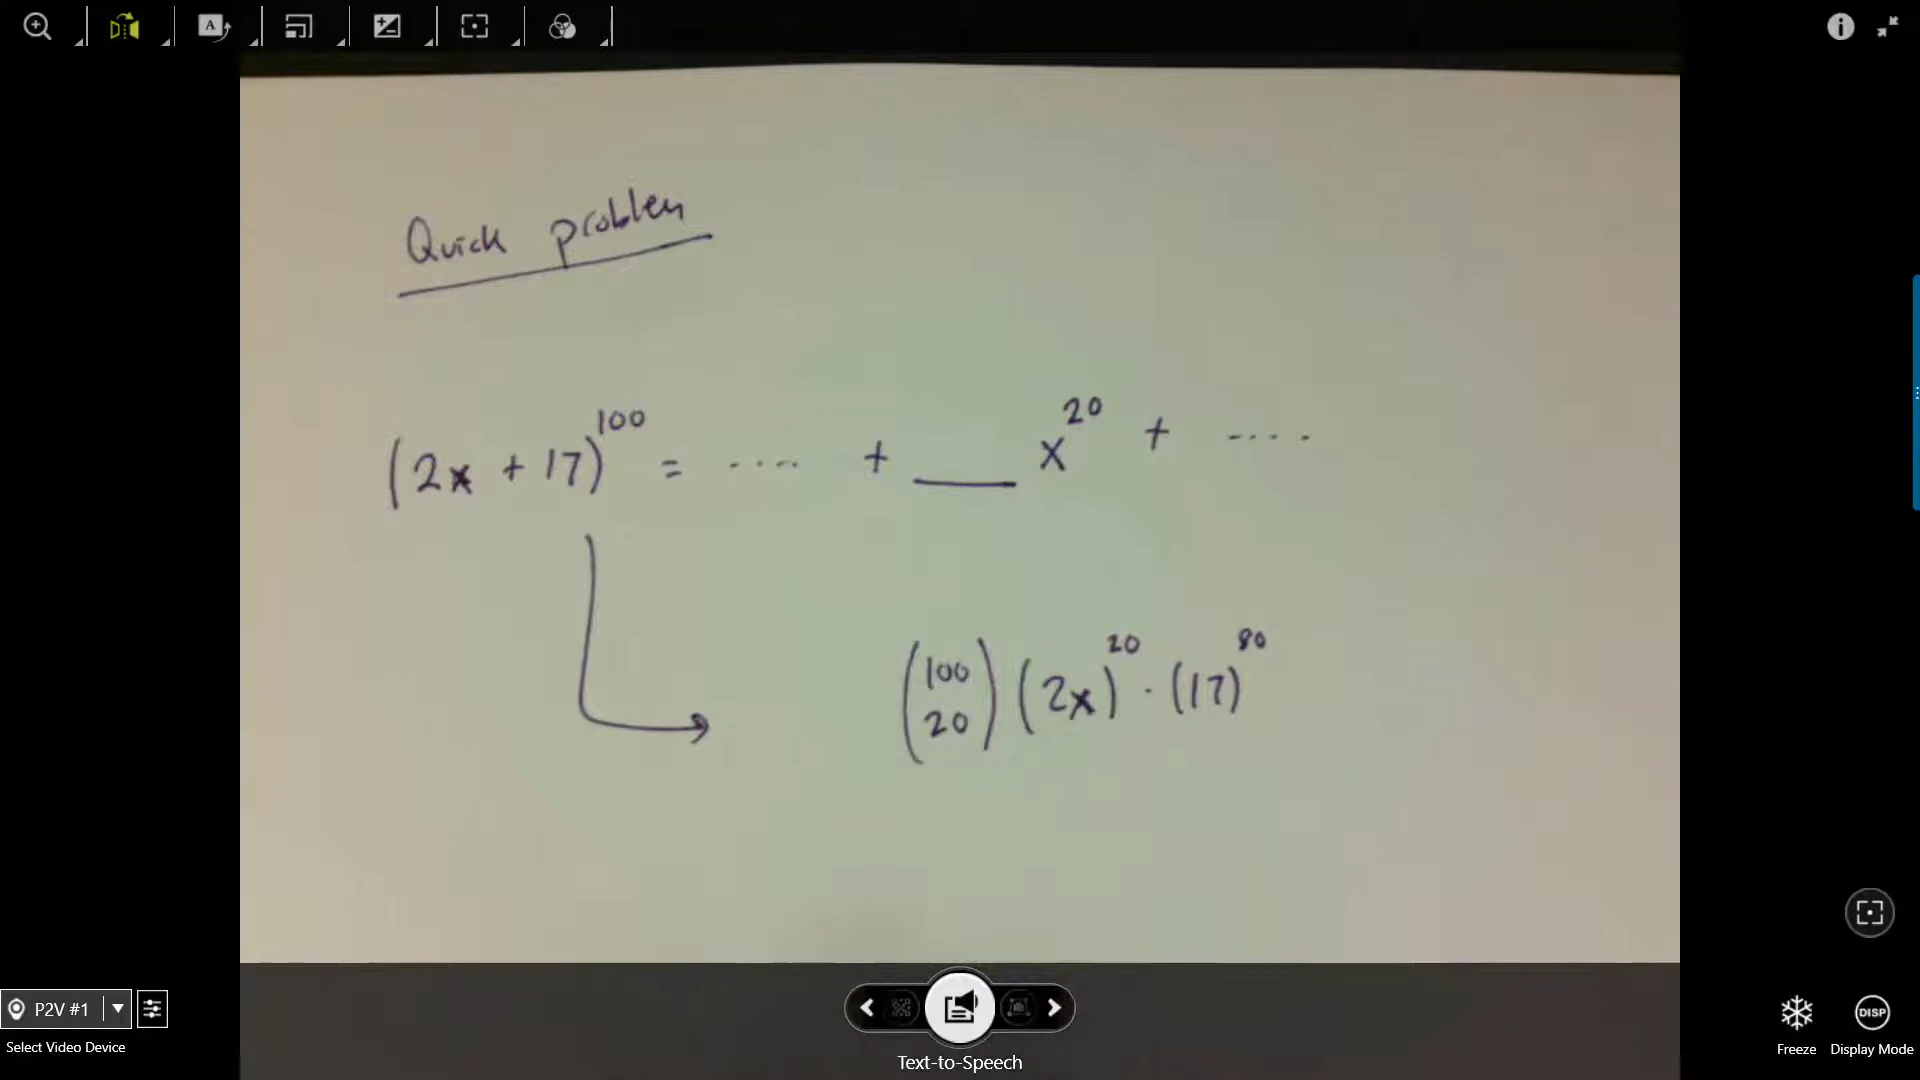 Quick problem
(2x + 17)^100 = .... + ___ x^20 + ....
(100 20) (2x)^20 · (17)^80
P2V #1
Select Video Device
Text-to-Speech
Freeze
DISP
Display Mode